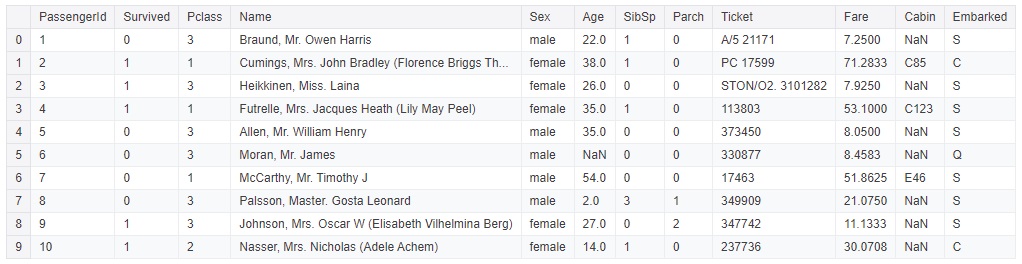 PassengerId Survived Pclass Name Sex Age SibSp Parch Ticket Fare Cabin Embarked
0 1 0 3 Braund, Mr. Owen Harris male 22.0 1 0 A/5 21171 7.2500 NaN S
1 2 1 1 Cumings, Mrs. John Bradley (Florence Briggs Th... female 38.0 1 0 PC 17599 71.2833 C85 C
2 3 1 3 Heikkinen, Miss. Laina female 26.0 0 0 STON/O2. 3101282 7.9250 NaN S
3 4 1 1 Futrelle, Mrs. Jacques Heath (Lily May Peel) female 35.0 1 0 113803 53.1000 C123 S
4 5 0 3 Allen, Mr. William Henry male 35.0 0 0 373450 8.0500 NaN S
5 6 0 3 Moran, Mr. James male NaN 0 0 330877 8.4583 NaN Q
6 7 0 1 McCarthy, Mr. Timothy J male 54.0 0 0 17463 51.8625 E46 S
7 8 0 3 Palsson, Master. Gosta Leonard male 2.0 3 1 349909 21.0750 NaN S
8 9 1 3 Johnson, Mrs. Oscar W (Elisabeth Vilhelmina Berg) female 27.0 0 2 347742 11.1333 NaN S
9 10 1 2 Nasser, Mrs. Nicholas (Adele Achem) female 14.0 1 0 237736 30.0708 NaN C